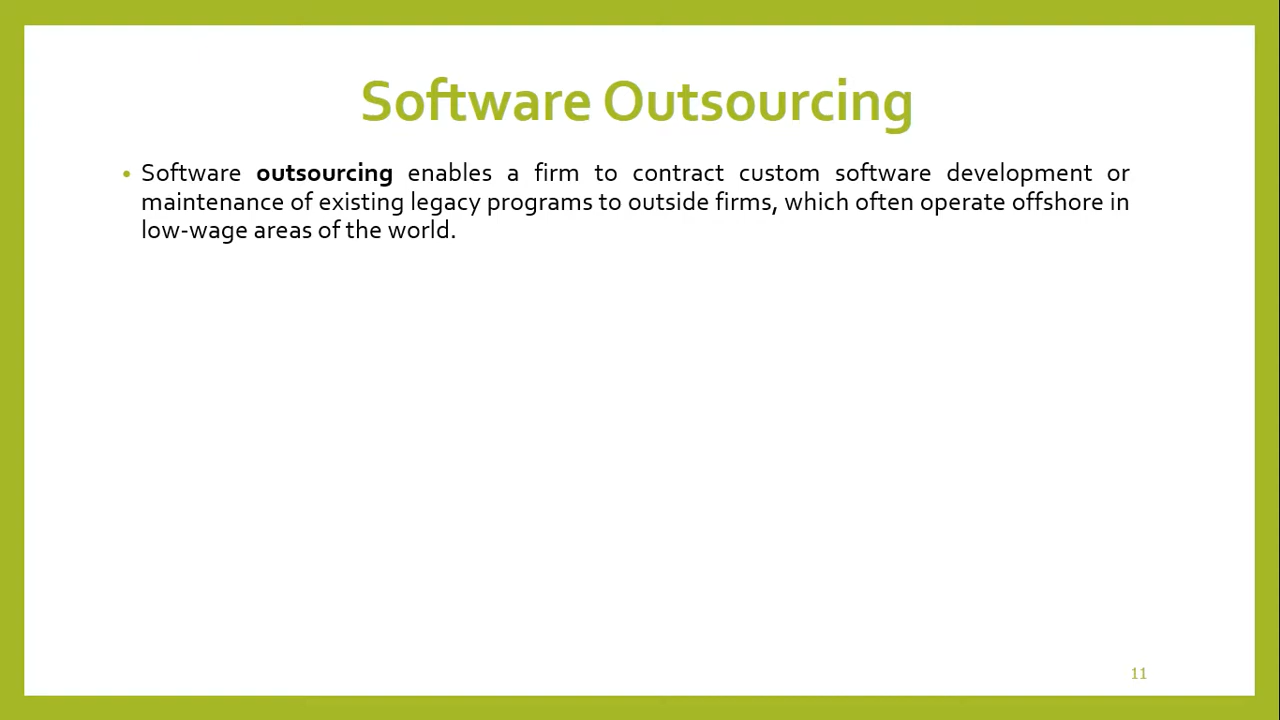 Software Outsourcing
• Software outsourcing enables a firm to contract custom software development or
maintenance of existing legacy programs to outside firms, which often operate offshore in
low-wage areas of the world.
11